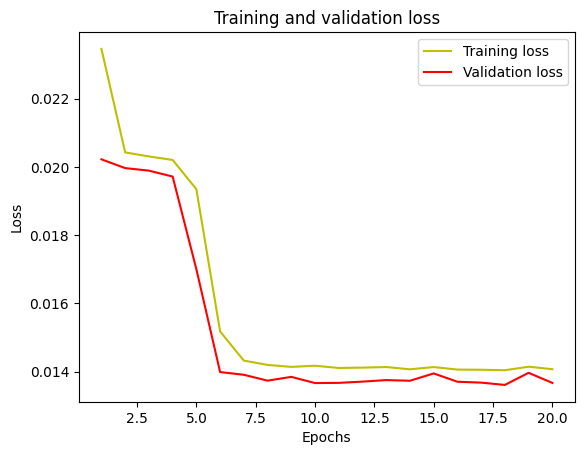 Training and validation loss
Training loss
Validation loss
0.022
0.020
0.018
0.016
0.014
Loss
2.5 5.0 7.5 10.0 12.5 15.0 17.5 20.0
Epochs